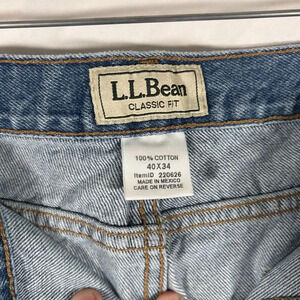 L.L.Bean
CLASSIC FIT
100% COTTON
40X34
ItemID 220626
MADE IN MEXICO
CARE ON REVERSE